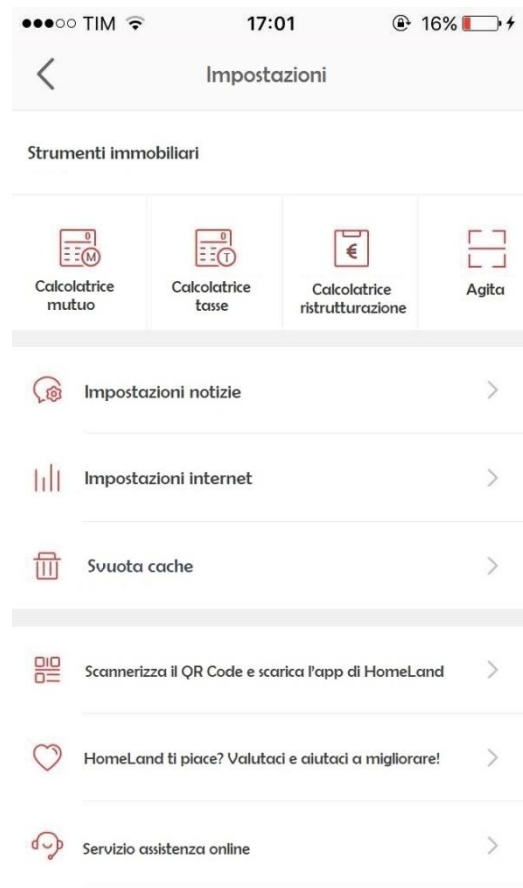 TIM 17:01 16%
Impostazioni
Strumenti immobiliari
Calcolatrice mutuo
Calcolatrice tasse
Calcolatrice ristrutturazione
Agita
Impostazioni notizie
Impostazioni internet
Svuota cache
Scannerizza il QR Code e scarica l'app di HomeLand
HomeLand ti piace? Valutaci e aiutaci a migliorare!
Servizio assistenza online